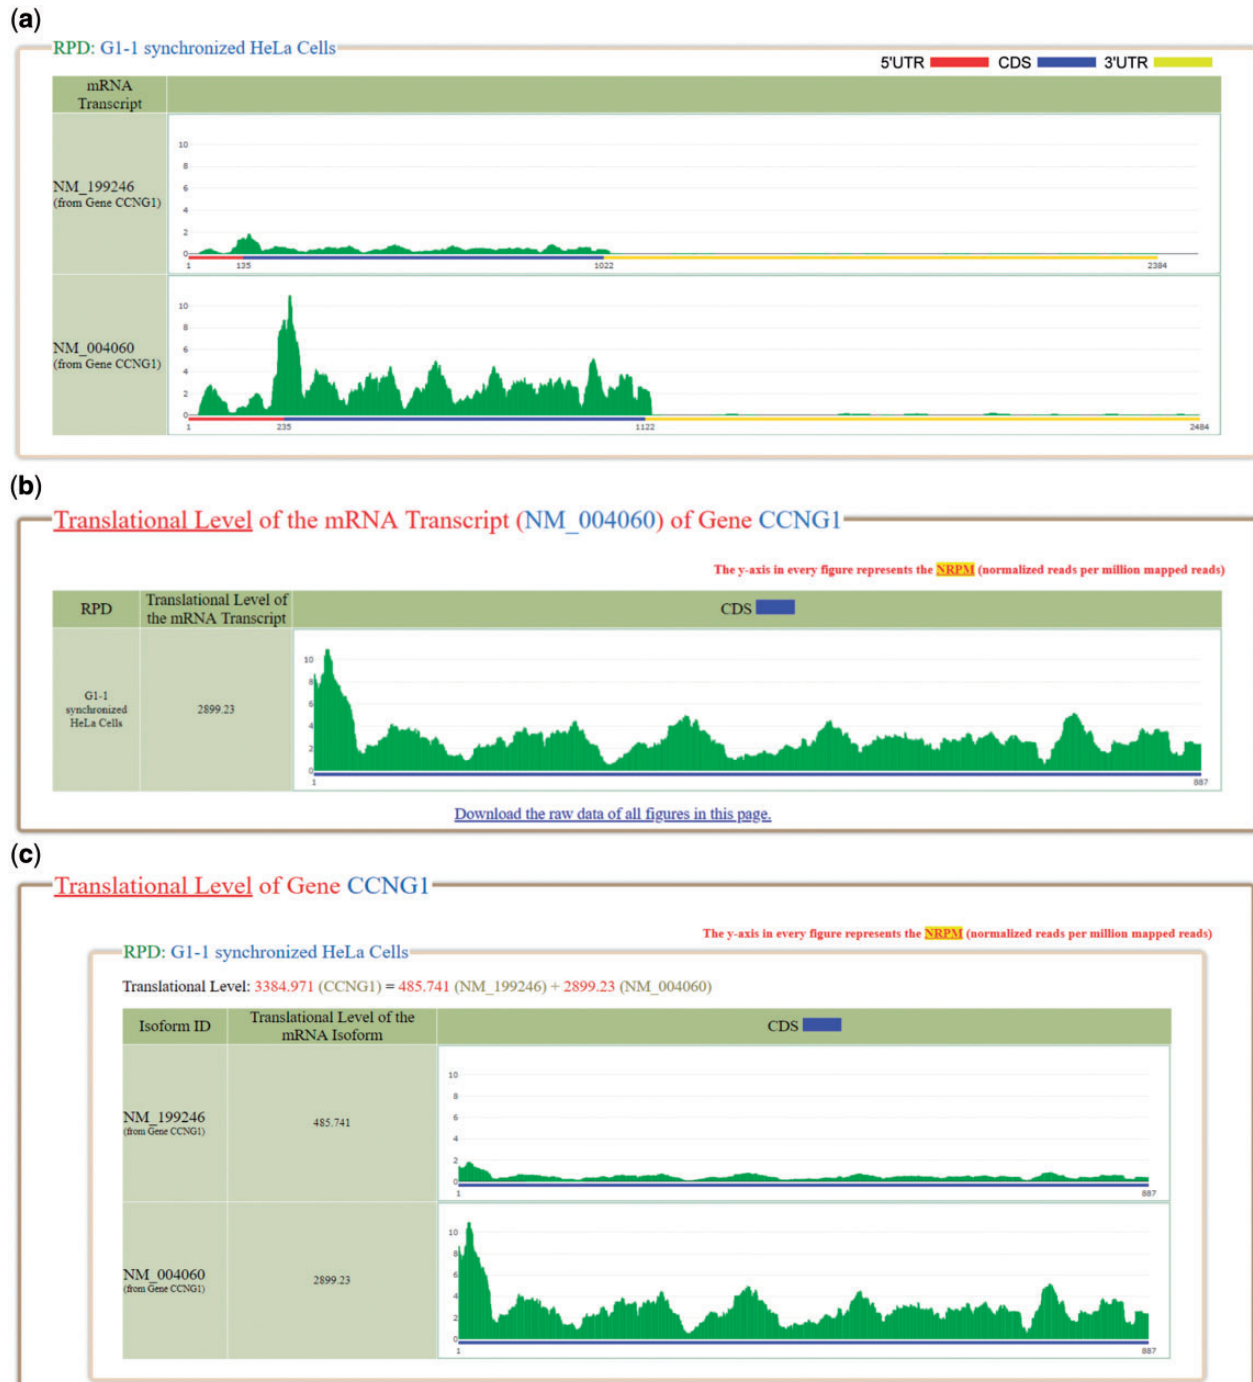 (a)
RPD: G1-1 synchronized HeLa Cells
5'UTR CDS 3'UTR
mRNA
Transcript
10
8
6
4
2
0
NM_199246
(from Gene CCNG1)
1 135 1022 2384
10
8
6
4
2
0
NM_004060
(from Gene CCNG1)
1 235 1122 2484
(b)
Translational Level of the mRNA Transcript (NM_004060) of Gene CCNG1
The y-axis in every figure represents the NRPM (normalized reads per million mapped reads)
RPD
Translational Level of
the mRNA Transcript
CDS
G1-1
synchronized
HeLa Cells
2899.23
10
8
6
4
2
0
1 887
Download the raw data of all figures in this page.
(c)
Translational Level of Gene CCNG1
The y-axis in every figure represents the NRPM (normalized reads per million mapped reads)
RPD: G1-1 synchronized HeLa Cells
Translational Level: 3384.971 (CCNG1) = 485.741 (NM_199246) + 2899.23 (NM_004060)
Isoform ID
Translational Level of the
mRNA Isoform
CDS
NM_199246
(from Gene CCNG1)
485.741
10
8
6
4
2
0
1 887
NM_004060
(from Gene CCNG1)
2899.23
10
8
6
4
2
0
1 887